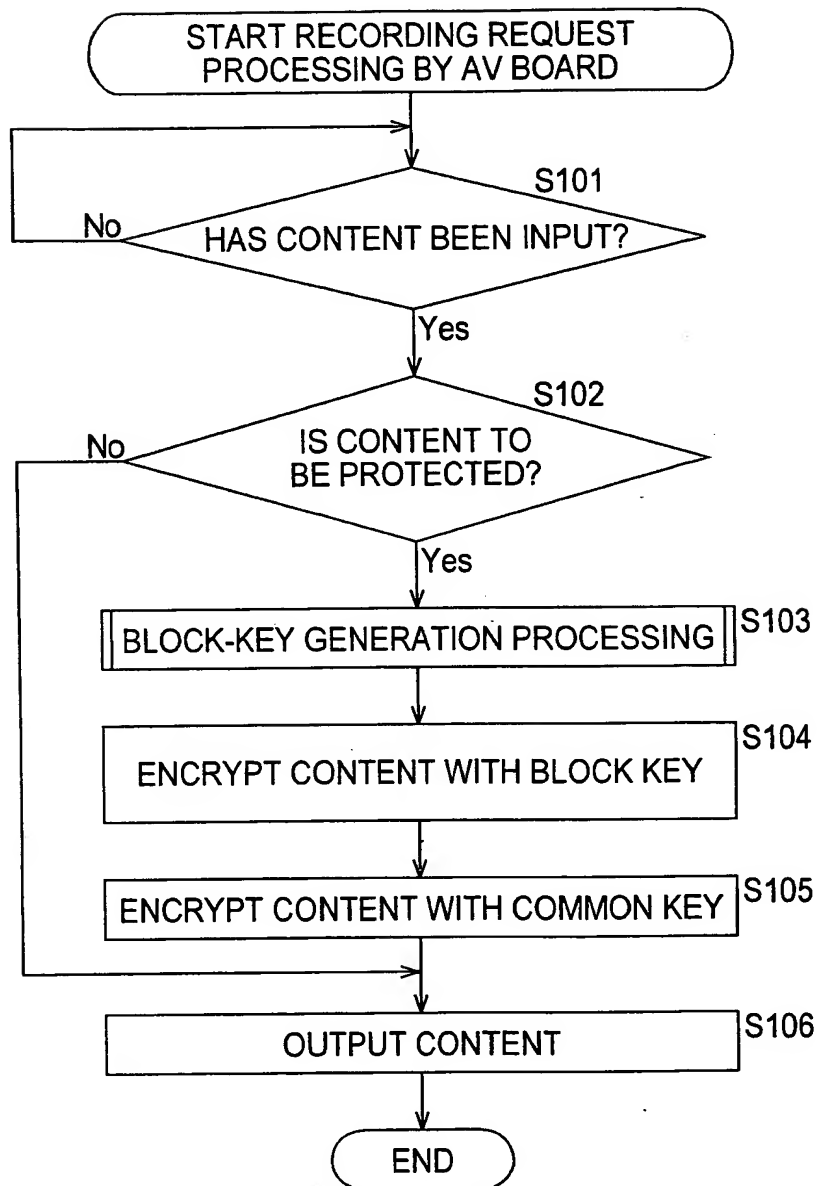 START RECORDING REQUEST
PROCESSING BY AV BOARD
S101
No
HAS CONTENT BEEN INPUT?
Yes
S102
No
IS CONTENT TO
BE PROTECTED?
Yes
BLOCK-KEY GENERATION PROCESSING
S103
S104
ENCRYPT CONTENT WITH BLOCK KEY
ENCRYPT CONTENT WITH COMMON KEY
S105
OUTPUT CONTENT
S106
END